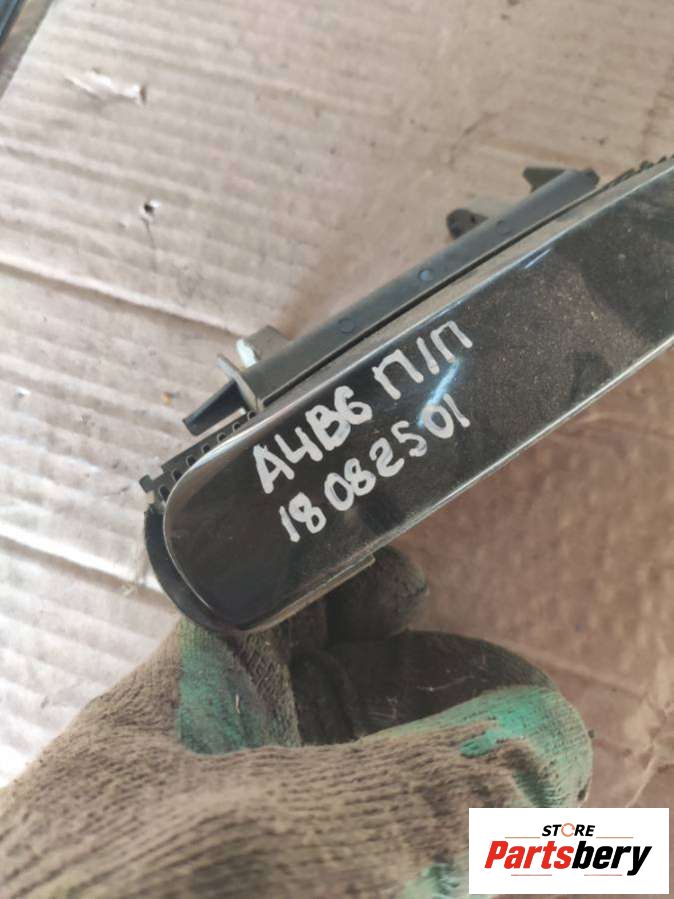 A4B6 П/П
18082501
STORE
Partsbery